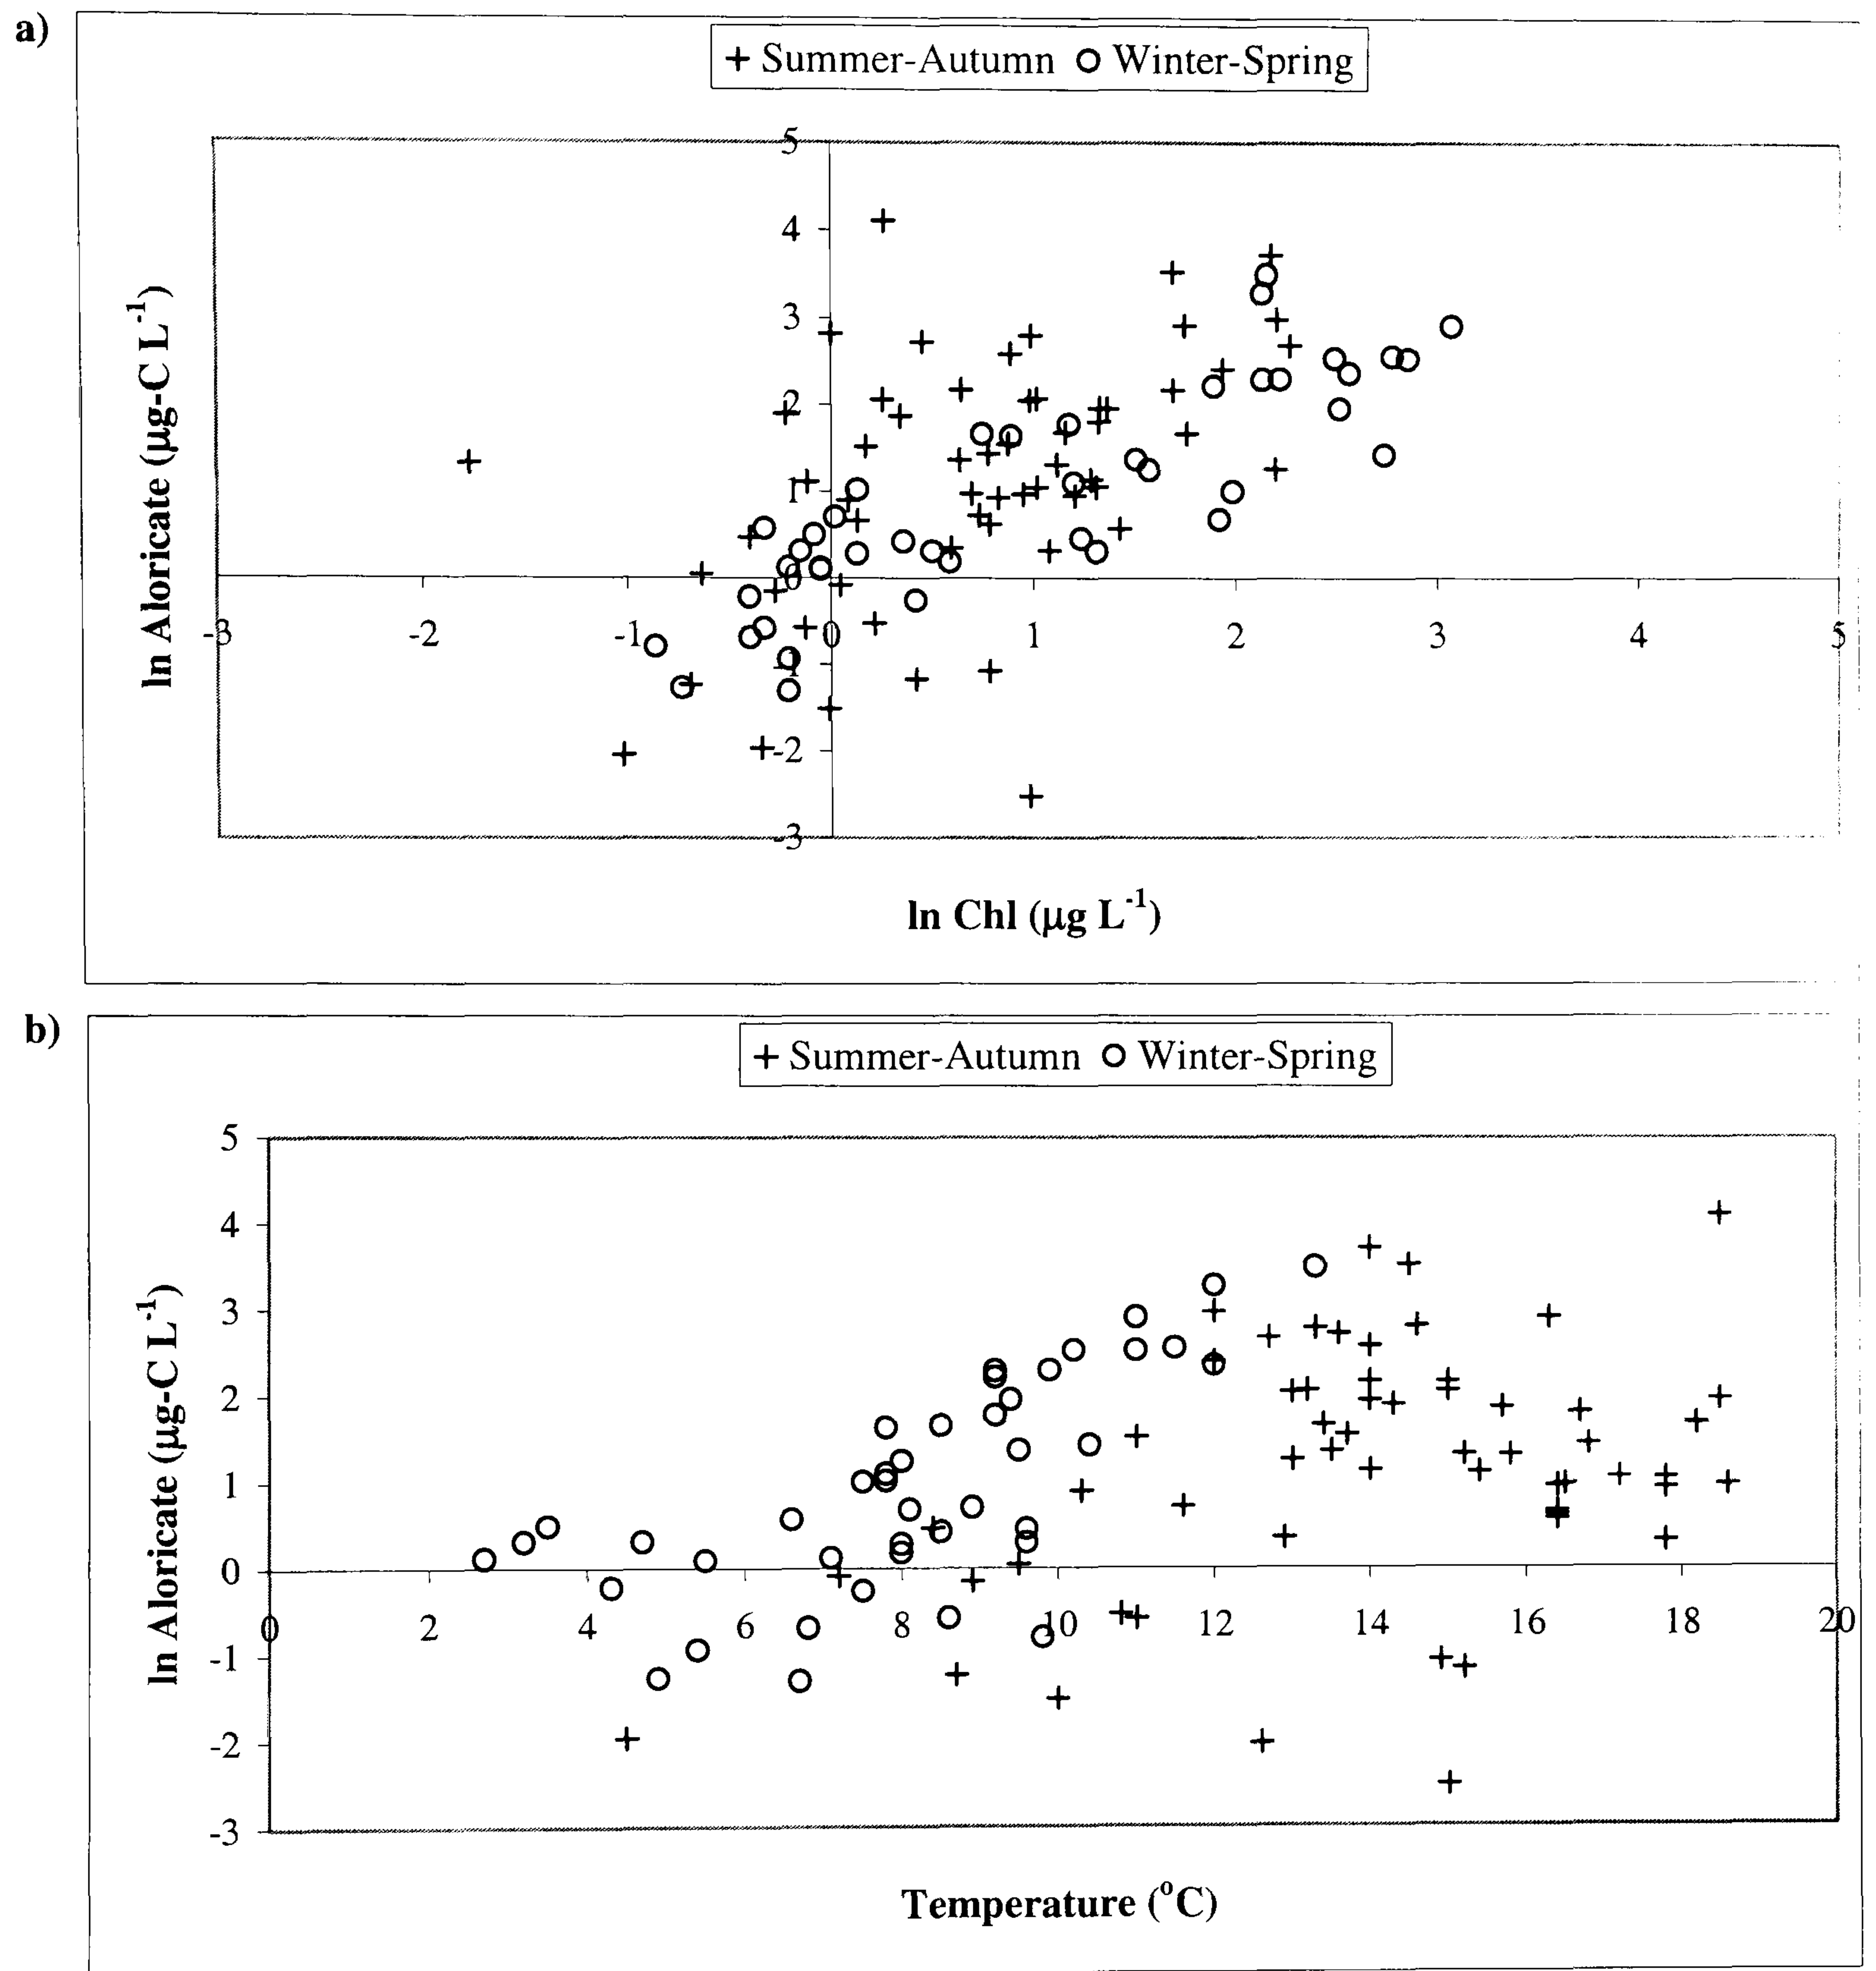 a)
+ Summer-Autumn O Winter-Spring
5
4
3
2
1
0
-3 -2 -1 0 1 2 3 4 5
-1
-2
-3
ln Aloricate (µg-C L-1)
ln Chl (µg L-1)
b)
+ Summer-Autumn O Winter-Spring
5
4
3
2
1
0
0 2 4 6 8 10 12 14 16 18 20
-1
-2
-3
ln Aloricate (µg-C L-1)
Temperature (oC)